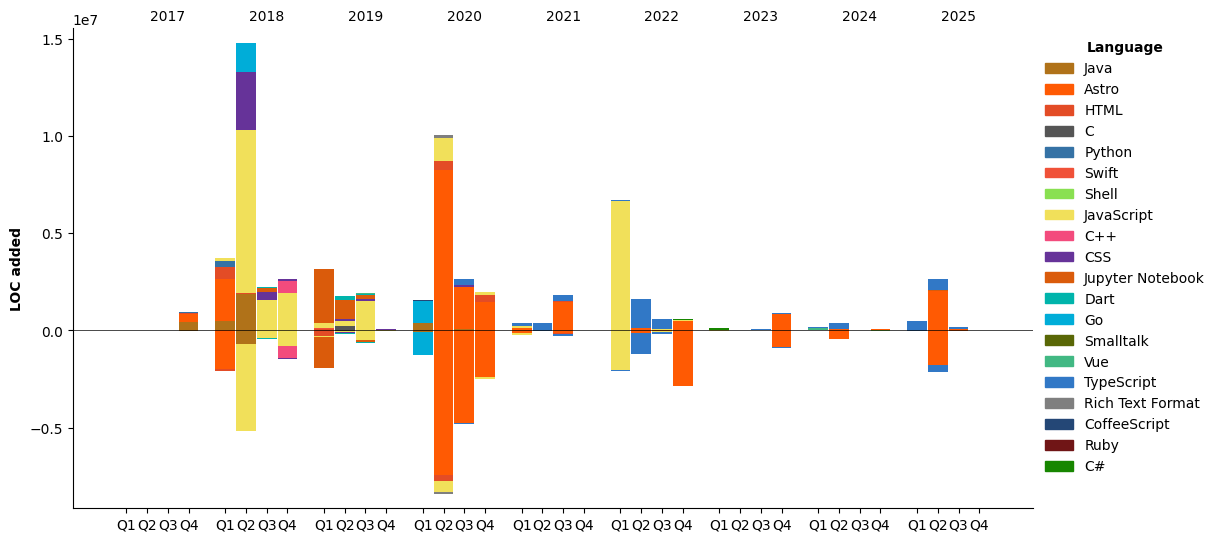 1e7
2017 2018 2019 2020 2021 2022 2023 2024 2025
1.5
1.0
0.5
0.0
−0.5
LOC added
Q1 Q2 Q3 Q4 Q1 Q2 Q3 Q4 Q1 Q2 Q3 Q4 Q1 Q2 Q3 Q4 Q1 Q2 Q3 Q4 Q1 Q2 Q3 Q4 Q1 Q2 Q3 Q4 Q1 Q2 Q3 Q4 Q1 Q2 Q3 Q4
Language
Java
Astro
HTML
C
Python
Swift
Shell
JavaScript
C++
CSS
Jupyter Notebook
Dart
Go
Smalltalk
Vue
TypeScript
Rich Text Format
CoffeeScript
Ruby
C#